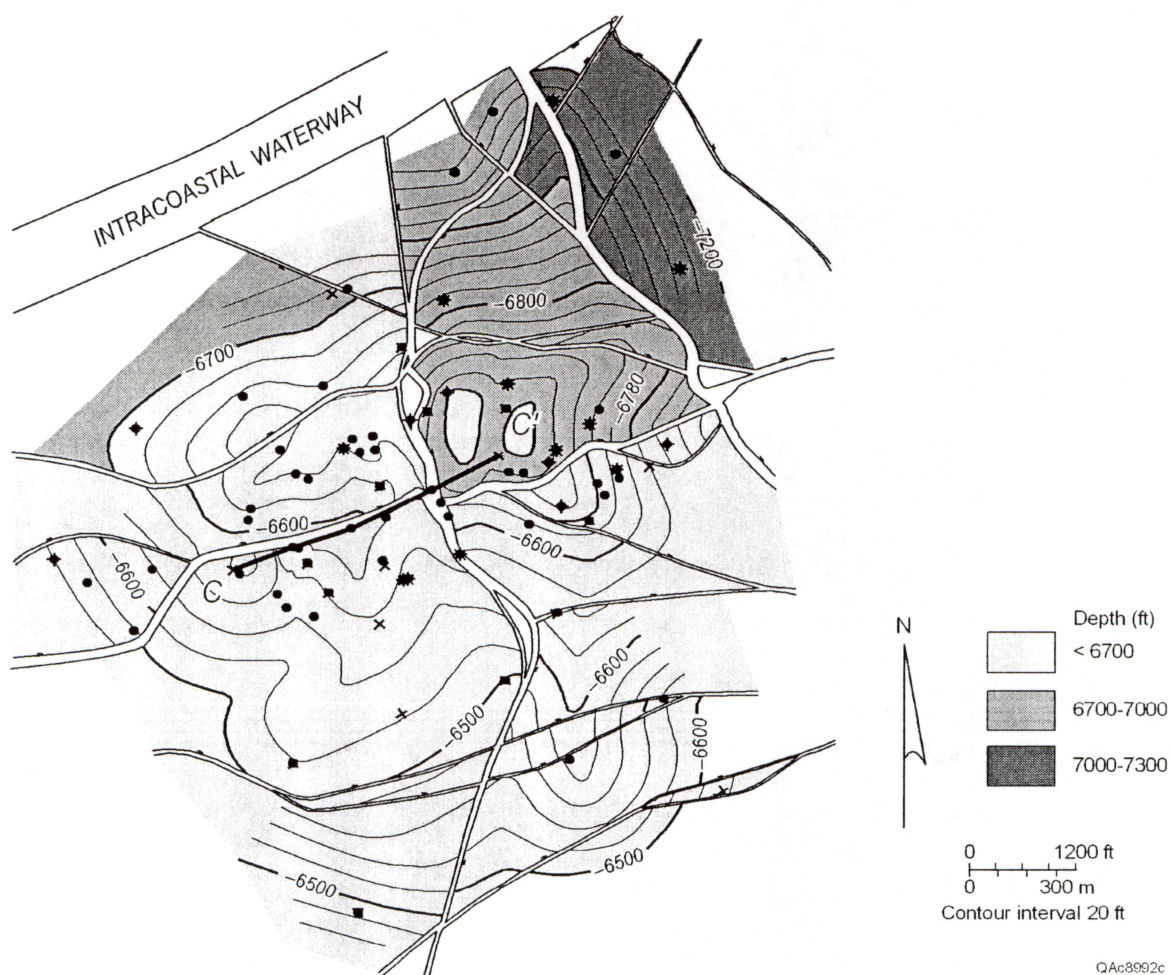 INTRACOASTAL WATERWAY
–7200
–6800
–6700
–6780
C'
–6600
–6600
–6600
C
–6600
–6500
–6600
–6500
–6500
N
Depth (ft)
< 6700
6700-7000
7000-7300
0 1200 ft
0 300 m
Contour interval 20 ft
QAc8992c